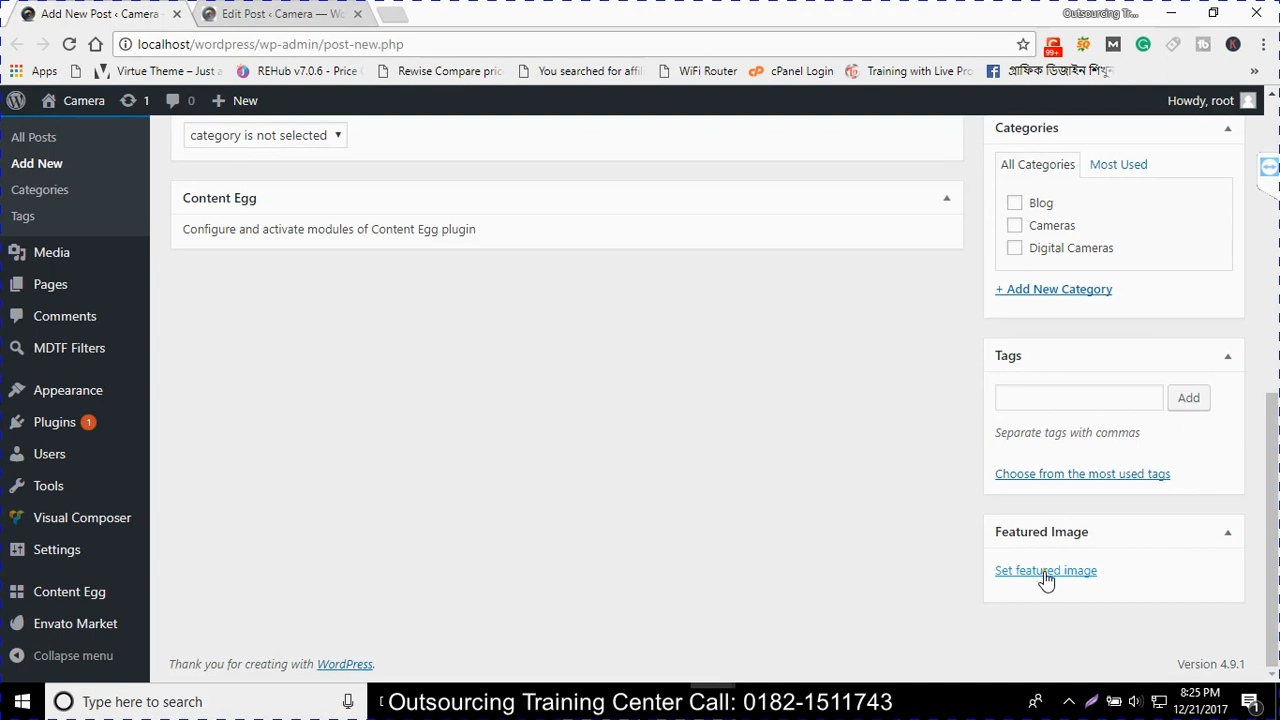 Add New Post ‹ Camera
Edit Post ‹ Camera — Wo
Outsourcing Tr...
localhost/wordpress/wp-admin/post-new.php
99+
Apps
Virtue Theme – Just a
REHub v7.0.6 - Pri
Rewise Compare pric
You searched for affili
WiFi Router
cPanel Login
Training with Live Pro
গ্রাফিক ডিজাইন শিখুন
»
Camera
1
0
New
Howdy, root
All Posts
Add New
Categories
Tags
Media
Pages
Comments
MDTF Filters
Appearance
Plugins 1
Users
Tools
Visual Composer
Settings
Content Egg
Envato Market
Collapse menu
category is not selected
Content Egg
Configure and activate modules of Content Egg plugin
Categories
All Categories
Most Used
Blog
Cameras
Digital Cameras
+ Add New Category
Tags
Add
Separate tags with commas
Choose from the most used tags
Featured Image
Set featured image
Thank you for creating with WordPress.
Version 4.9.1
Type here to search
Outsourcing Training Center Call: 0182-1511743
8:25 PM
12/21/2017
1